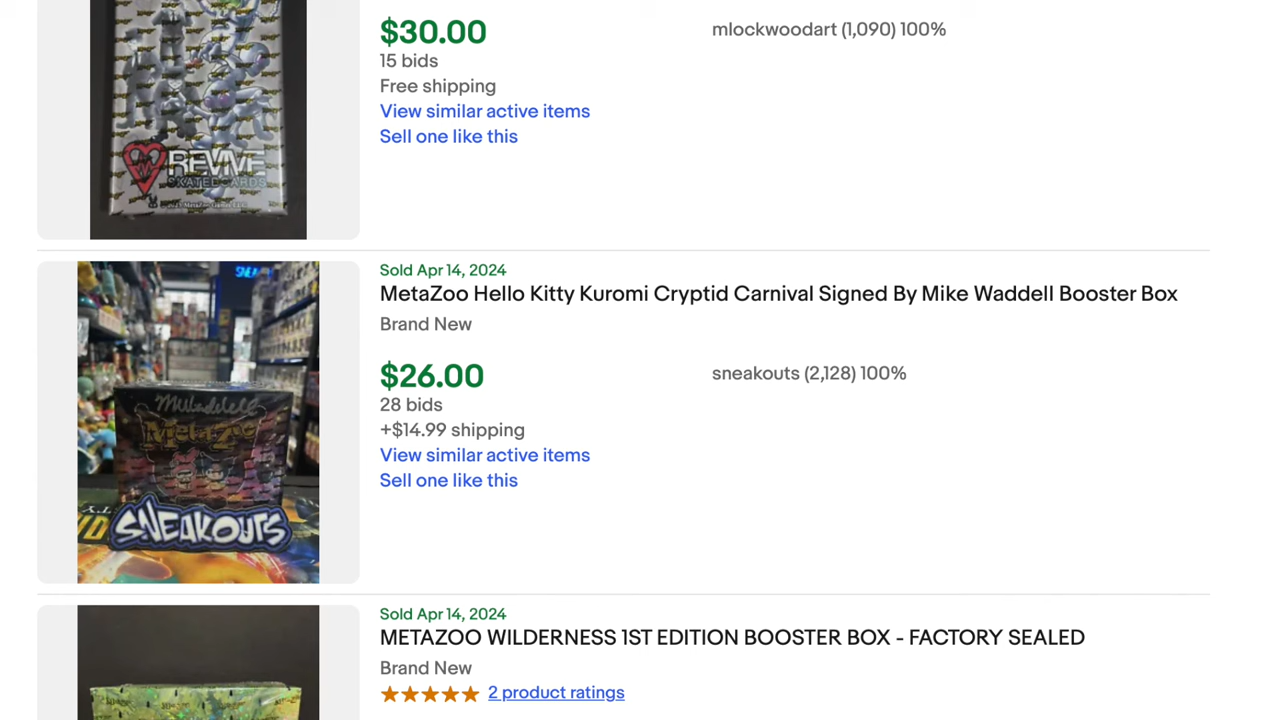 $30.00
mlockwoodart (1,090) 100%
15 bids
Free shipping
View similar active items
Sell one like this
REVIVE
SKATEBOARDS
Sold Apr 14, 2024
MetaZoo Hello Kitty Kuromi Cryptid Carnival Signed By Mike Waddell Booster Box
Brand New
$26.00
sneakouts (2,128) 100%
28 bids
+$14.99 shipping
View similar active items
Sell one like this
MetaZoo
SNEAKOUTS
Sold Apr 14, 2024
METAZOO WILDERNESS 1ST EDITION BOOSTER BOX - FACTORY SEALED
Brand New
2 product ratings